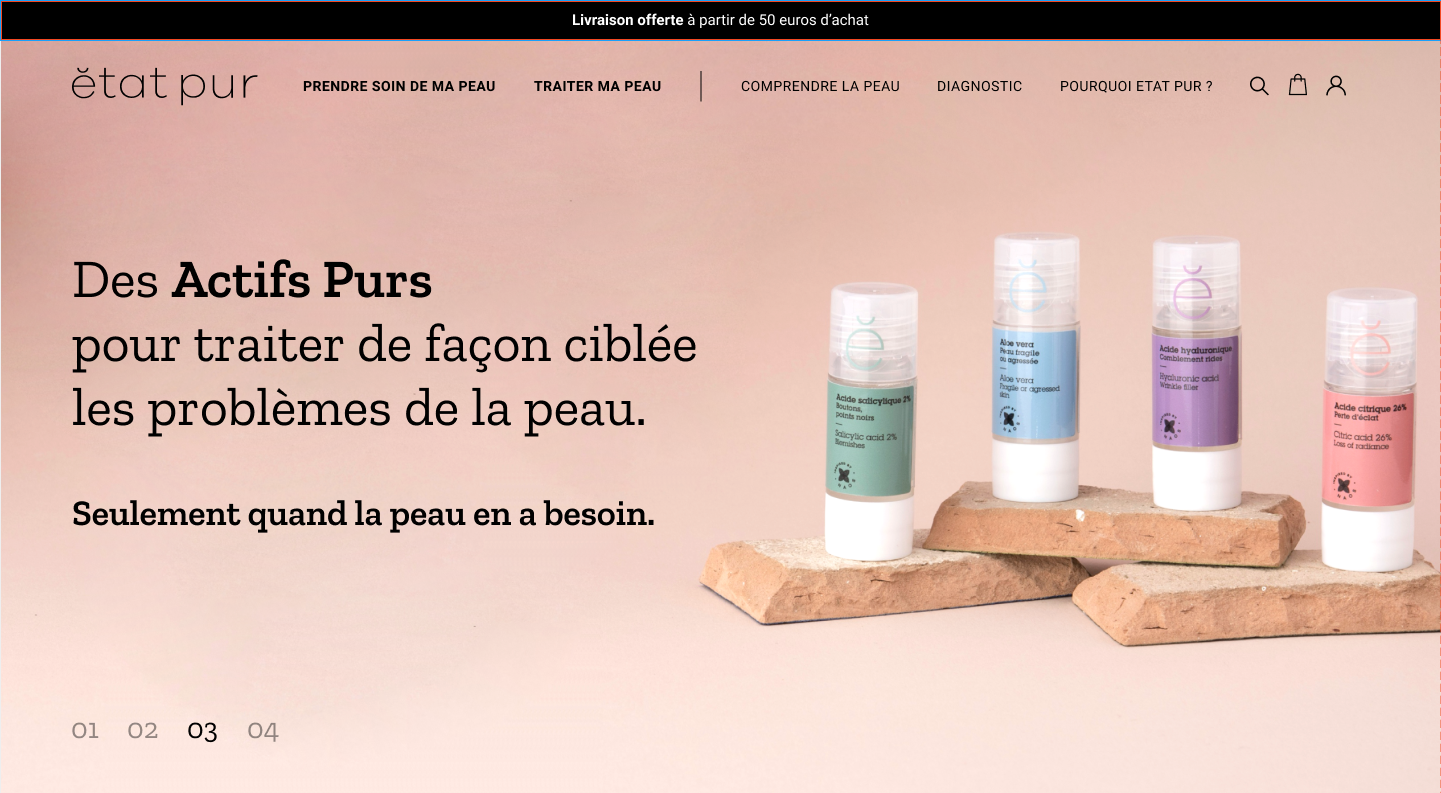 Livraison offerte à partir de 50 euros d’achat
ĕtat pur
PRENDRE SOIN DE MA PEAU
TRAITER MA PEAU
COMPRENDRE LA PEAU
DIAGNOSTIC
POURQUOI ETAT PUR ?
Des Actifs Purs
pour traiter de façon ciblée
les problèmes de la peau.
Seulement quand la peau en a besoin.
ĕ
Acide salicylique 2%
Boutons,
points noirs
Salicylic acid 2%
Blemishes
ĕ
Aloe vera
Peau fragile
ou agressée
Aloe vera
Fragile or agressed
skin
ĕ
Acide hyaluronique
Comblement rides
Hyaluronic acid
Wrinkle filler
ĕ
Acide citrique 26%
Perte d'éclat
Citric acid 26%
Loss of radiance
01 02 03 04